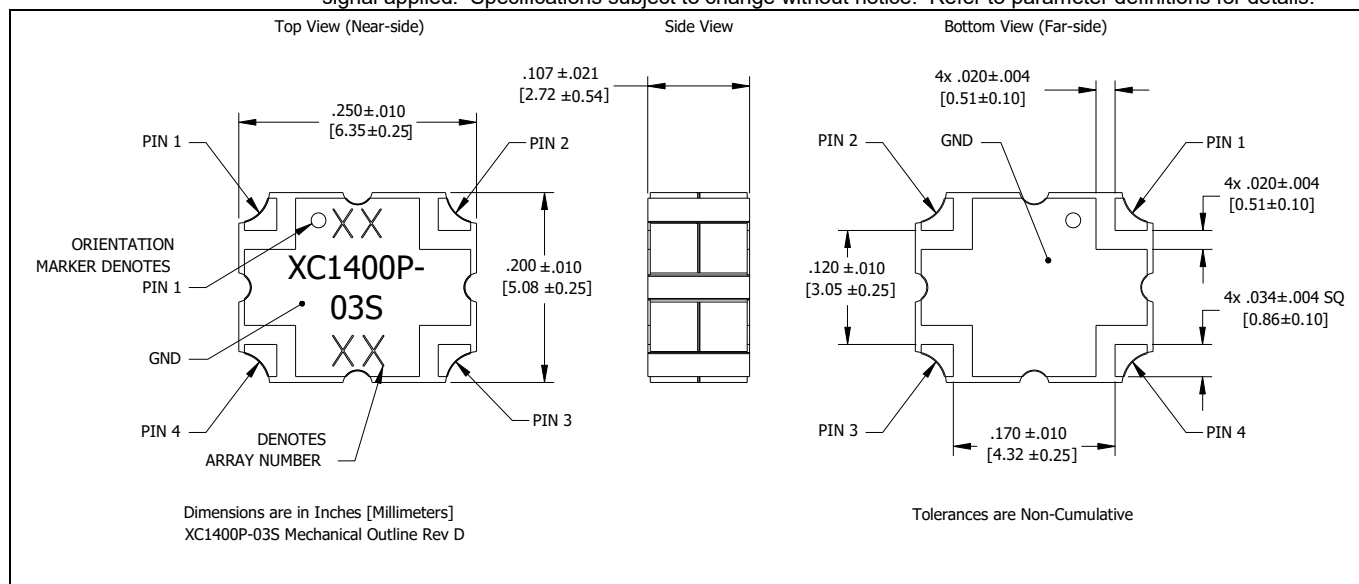 signal applied. Specifications subject to change without notice. Refer to parameter definitions for details.
Top View (Near-side)
Side View
Bottom View (Far-side)
.107 ±.021
[2.72 ±0.54]
4x .020±.004
[0.51±0.10]
.250±.010
[6.35±0.25]
PIN 1
PIN 2
PIN 2
GND
PIN 1
4x .020±.004
[0.51±0.10]
XX
ORIENTATION
MARKER DENOTES
PIN 1
XC1400P-
03S
.200 ±.010
[5.08 ±0.25]
.120 ±.010
[3.05 ±0.25]
4x .034±.004 SQ
[0.86±0.10]
GND
XX
PIN 4
PIN 3
PIN 3
PIN 4
DENOTES
ARRAY NUMBER
.170 ±.010
[4.32 ±0.25]
Dimensions are in Inches [Millimeters]
XC1400P-03S Mechanical Outline Rev D
Tolerances are Non-Cumulative